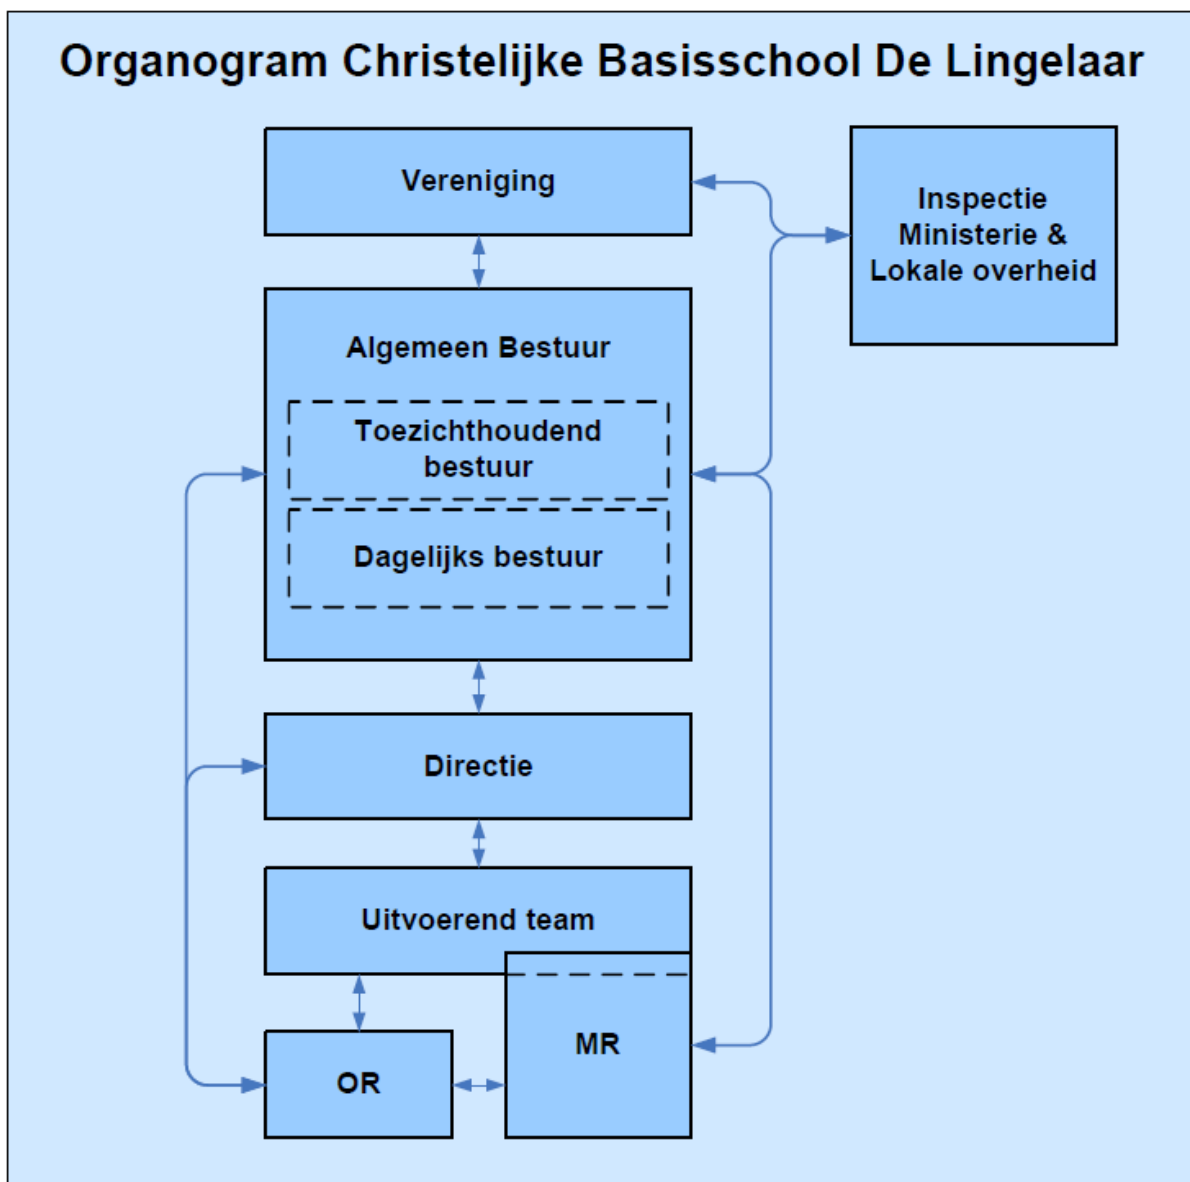 Organogram Christelijke Basisschool De Lingelaar
Vereniging
Inspectie
Ministerie &
Lokale overheid
Algemeen Bestuur
Toezichthoudend
bestuur
Dagelijks bestuur
Directie
Uitvoerend team
MR
OR